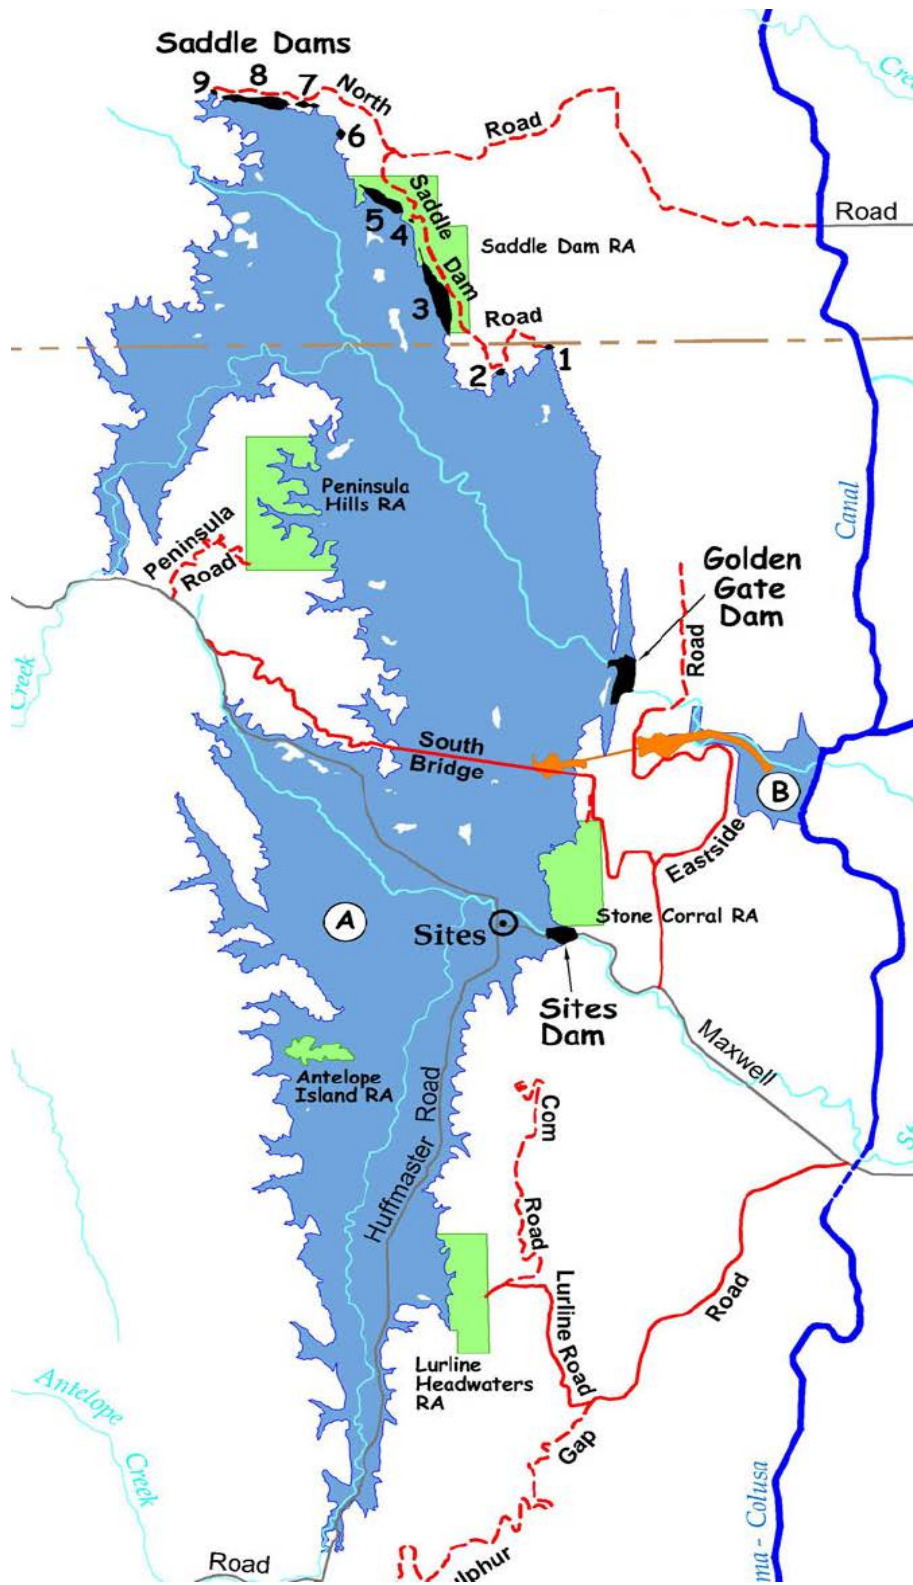 Saddle Dams
9
8
7
North
6
Road
Saddle
5
4
Road
Saddle Dam RA
Dam
3
Road
1
2
Peninsula
Hills RA
Canal
Peninsula
Road
Golden
Gate
Dam
Road
Creek
South
Bridge
B
Eastside
A
Sites
Stone Corral RA
Sites
Dam
Maxwell
Antelope
Island RA
Com
Huffmaster Road
Road
Lurline Road
Road
Lurline
Headwaters
RA
Antelope
Creek
Gap
Road
ulphur
ma - Colusa